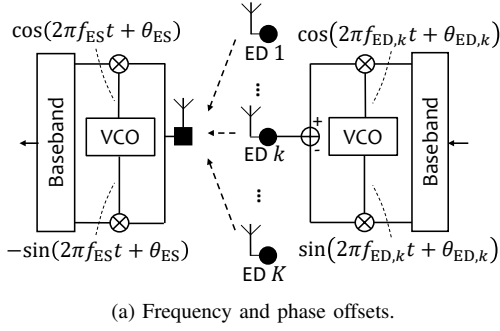 cos(2πf_ES t + θ_ES)
ED 1
cos(2πf_ED,k t + θ_ED,k)
...
Baseband
VCO
ED k
+
-
VCO
Baseband
...
−sin(2πf_ES t + θ_ES)
ED K
sin(2πf_ED,k t + θ_ED,k)
(a) Frequency and phase offsets.